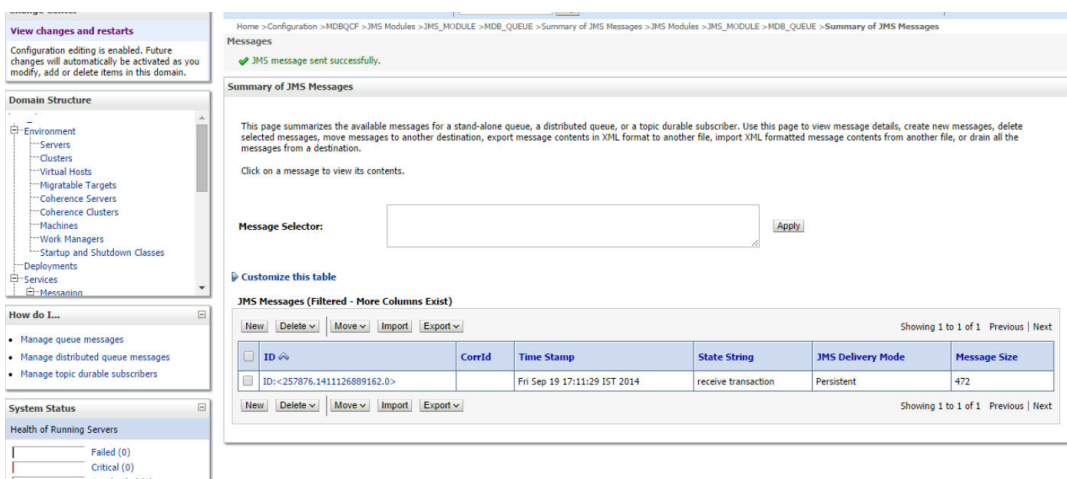 View changes and restarts
Configuration editing is enabled. Future
changes will automatically be activated as you
modify, add or delete items in this domain.
Domain Structure
Environment
Servers
Clusters
Virtual Hosts
Migratable Targets
Coherence Servers
Coherence Clusters
Machines
Work Managers
Startup and Shutdown Classes
Deployments
Services
Messaging
How do I...
Manage queue messages
Manage distributed queue messages
Manage topic durable subscribers
System Status
Health of Running Servers
Failed (0)
Critical (0)
Home >Configuration >MDBQCF >JMS Modules >JMS_MODULE >MDB_QUEUE >Summary of JMS Messages >JMS Modules >JMS_MODULE >MDB_QUEUE >Summary of JMS Messages
Messages
JMS message sent successfully.
Summary of JMS Messages
This page summarizes the available messages for a stand-alone queue, a distributed queue, or a topic durable subscriber. Use this page to view message details, create new messages, delete
selected messages, move messages to another destination, export message contents in XML format to another file, import XML formatted message contents from another file, or drain all the
messages from a destination.
Click on a message to view its contents.
Message Selector:
Apply
Customize this table
JMS Messages (Filtered - More Columns Exist)
New Delete Move Import Export Showing 1 to 1 of 1 Previous | Next
ID CorrId Time Stamp State String JMS Delivery Mode Message Size
ID:<257876.1411126889162.0> Fri Sep 19 17:11:29 IST 2014 receive transaction Persistent 472
New Delete Move Import Export Showing 1 to 1 of 1 Previous | Next